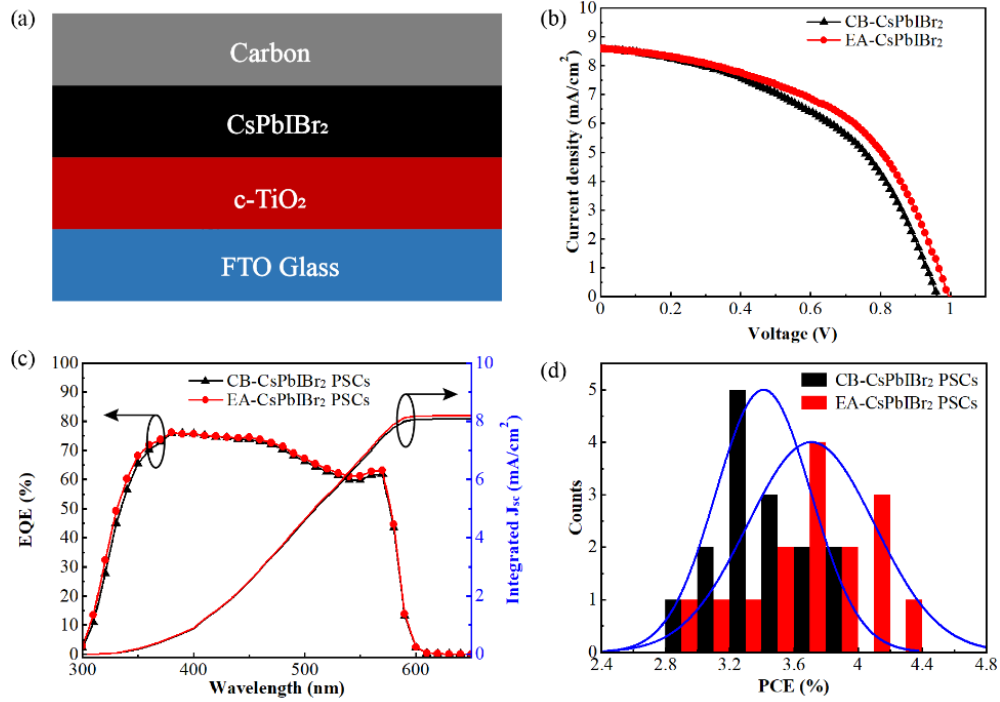 (a)
Carbon
CsPbIBr₂
c-TiO₂
FTO Glass
(b)
CB-CsPbIBr₂
EA-CsPbIBr₂
10
9
8
7
6
5
4
3
2
1
0
Current density (mA/cm²)
0
0.2
0.4
0.6
0.8
1
Voltage (V)
(c)
CB-CsPbIBr₂ PSCs
EA-CsPbIBr₂ PSCs
100
90
80
70
60
50
40
30
20
10
0
EQE (%)
10
8
6
4
2
0
Integrated Jsc (mA/cm²)
300
400
500
600
Wavelength (nm)
(d)
CB-CsPbIBr₂ PSCs
EA-CsPbIBr₂ PSCs
5
4
3
2
1
0
Counts
2.4
2.8
3.2
3.6
4
4.4
4.8
PCE (%)